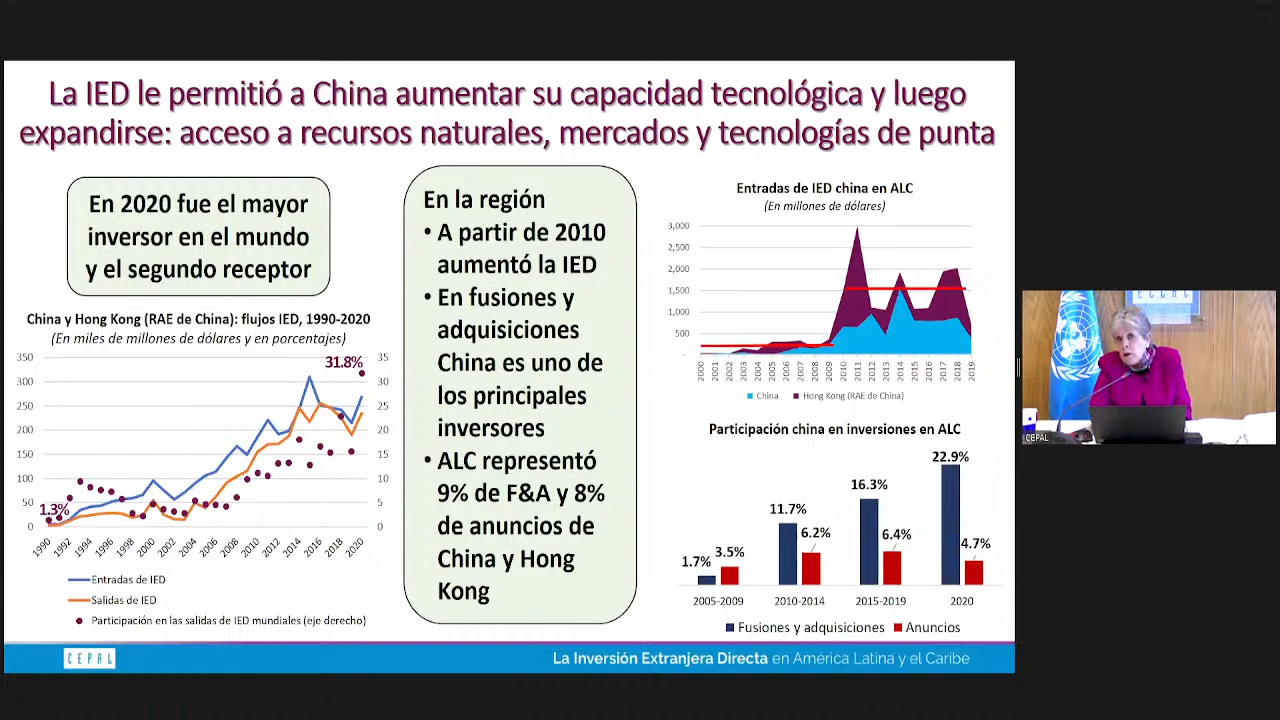 La IED le permitió a China aumentar su capacidad tecnológica y luego
expandirse: acceso a recursos naturales, mercados y tecnologías de punta
En 2020 fue el mayor
inversor en el mundo
y el segundo receptor
China y Hong Kong (RAE de China): flujos IED, 1990-2020
(En miles de millones de dólares y en porcentajes)
350
300
250
200
150
100
50
0
35
30
25
20
15
10
5
0
1.3%
31.8%
1990
1992
1994
1996
1998
2000
2002
2004
2006
2008
2010
2012
2014
2016
2018
2020
Entradas de IED
Salidas de IED
Participación en las salidas de IED mundiales (eje derecho)
En la región
• A partir de 2010
aumentó la IED
• En fusiones y
adquisiciones
China es uno de
los principales
inversores
• ALC representó
9% de F&A y 8%
de anuncios de
China y Hong
Kong
Entradas de IED china en ALC
(En millones de dólares)
3,000
2,500
2,000
1,500
1,000
500
-
2000
2001
2002
2003
2004
2005
2006
2007
2008
2009
2010
2011
2012
2013
2014
2015
2016
2017
2018
2019
China
Hong Kong (RAE de China)
Participación china en inversiones en ALC
1.7%
3.5%
11.7%
6.2%
16.3%
6.4%
22.9%
4.7%
2005-2009
2010-2014
2015-2019
2020
Fusiones y adquisiciones
Anuncios
CEPAL
La Inversión Extranjera Directa en América Latina y el Caribe
CEPAL